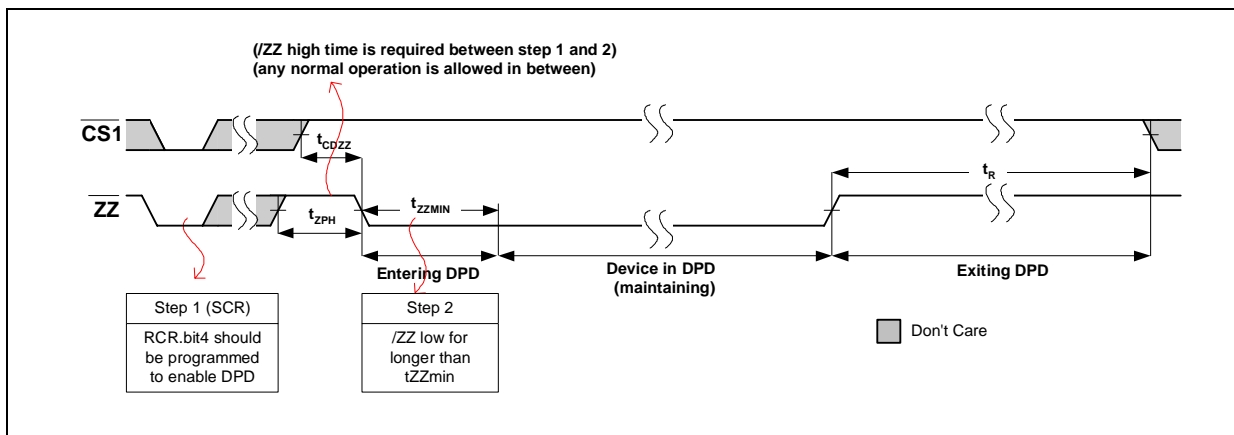 (/ZZ high time is required between step 1 and 2)
(any normal operation is allowed in between)
CS1
tCDZZ
tR
ZZ
tZZMIN
tZPH
Entering DPD
Device in DPD
(maintaining)
Exiting DPD
Step 1 (SCR)
RCR.bit4 should
be programmed
to enable DPD
Step 2
/ZZ low for
longer than
tZZmin
Don't Care